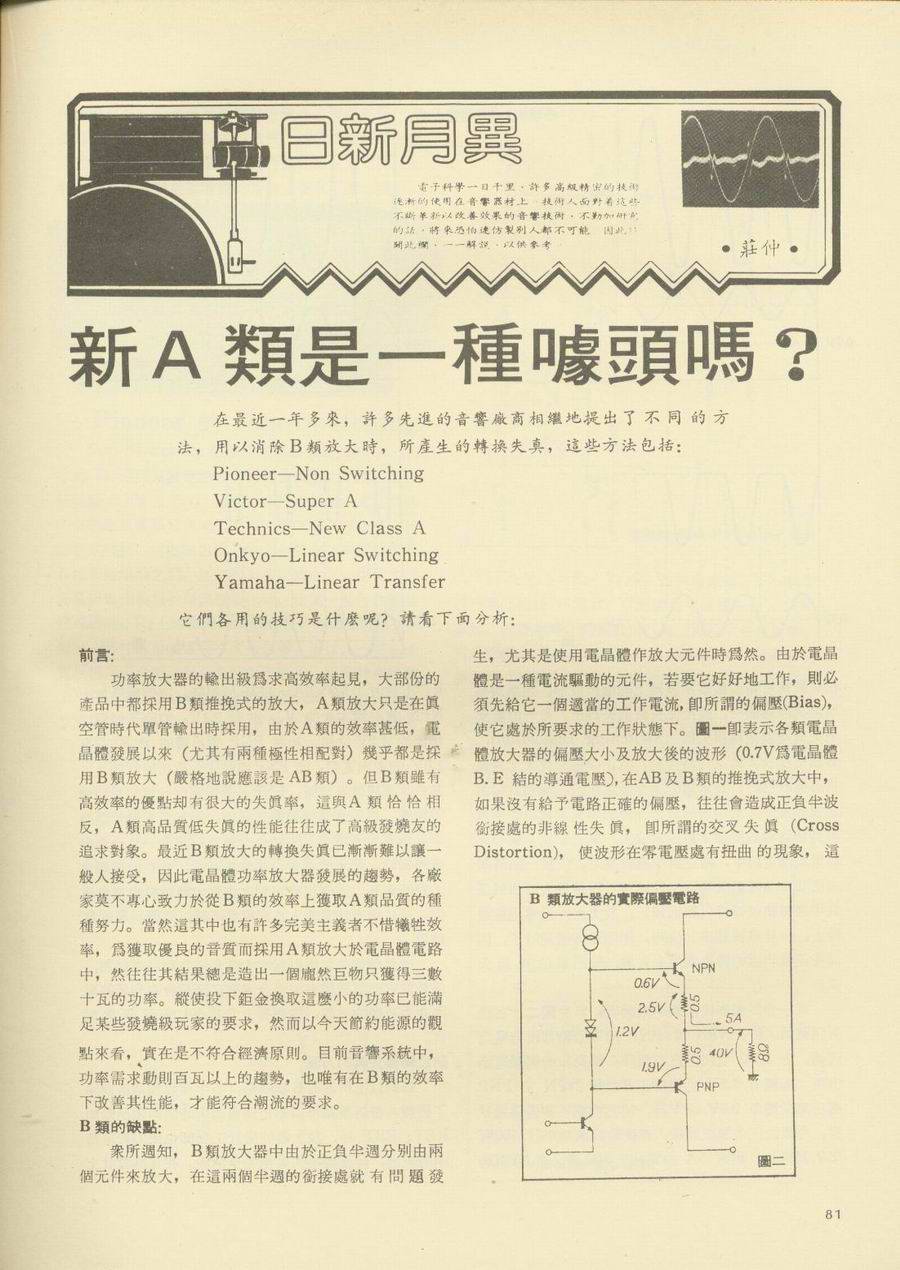 日新月異
電子科學一日千里，許多高級精密的技術
逐漸的使用在音響器材上，技術人面對着這些
不斷革新以改善效果的音響技術，不勤加研究
的話，將來恐怕連仿製別人都不可能，因此
開此欄，一一解說，以供參考
•莊仲•
新A類是一種噱頭嗎？
在最近一年多來，許多先進的音響廠商相繼地提出了不同的方
法，用以消除B類放大時，所產生的轉換失真，這些方法包括：
Pioneer—Non Switching
Victor—Super A
Technics—New Class A
Onkyo—Linear Switching
Yamaha—Linear Transfer
它們各用的技巧是什麼呢？請看下面分析：
前言：
功率放大器的輸出級爲求高效率起見，大部份的
產品中都採用B類推挽式的放大，A類放大只是在眞
空管時代單管輸出時採用，由於A類的效率甚低，電
晶體發展以來（尤其有兩種極性相配對）幾乎都是採
用B類放大（嚴格地說應該是AB類）。但B類雖有
高效率的優點却有很大的失眞率，這與A類恰恰相
反，A類高品質低失眞的性能往往成了高級發燒友的
追求對象。最近B類放大的轉換失眞已漸漸難以讓一
般人接受，因此電晶體功率放大器發展的趨勢，各廠
家莫不專心致力於從B類的效率上獲取A類品質的種
種努力。當然這其中也有許多完美主義者不惜犧牲效
率，爲獲取優良的音質而採用A類放大於電晶體電路
中，然往往其結果總是造出一個龐然巨物只獲得三數
十瓦的功率。縱使投下鉅金換取這麼小的功率已能滿
足某些發燒級玩家的要求，然而以今天節約能源的觀
點來看，實在是不符合經濟原則。目前音響系統中，
功率需求動則百瓦以上的趨勢，也唯有在B類的效率
下改善其性能，才能符合潮流的要求。
B類的缺點：
衆所週知，B類放大器中由於正負半週分別由兩
個元件來放大，在這兩個半週的銜接處就有問題發
生，尤其是使用電晶體作放大元件時爲然。由於電晶
體是一種電流驅動的元件，若要它好好地工作，則必
須先給它一個適當的工作電流，卽所謂的偏壓(Bias)，
使它處於所要求的工作狀態下。圖一卽表示各類電晶
體放大器的偏壓大小及放大後的波形（0.7V爲電晶體
B.E 結的導通電壓），在AB及B類的推挽式放大中，
如果沒有給予電路正確的偏壓，往往會造成正負半波
銜接處的非線性失眞，卽所謂的交叉失眞（Cross
Distortion），使波形在零電壓處有扭曲的現象，這
B 類放大器的實際偏壓電路
NPN
0.6V
2.5V
0.5
5A
1.2V
0.5
40V
8Ω
1.9V
PNP
圖二
81